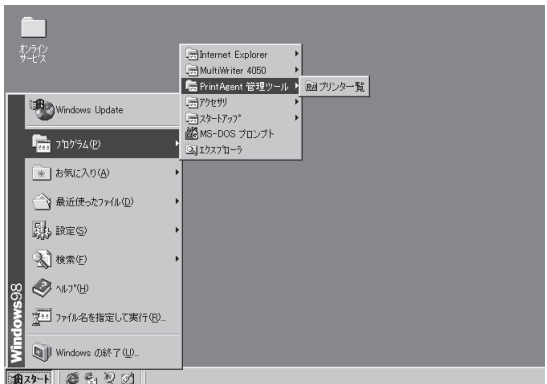 オンライン
サービス
Internet Explorer
MultiWriter 4050
PrintAgent 管理ツール
プリンター覧
アクセサリ
スタートアップ
MS-DOS プロンプト
エクスプローラ
Windows Update
プログラム(P)
お気に入り(A)
最近使ったファイル(D)
設定(S)
検索(F)
ヘルプ(H)
ファイル名を指定して実行(R)...
Windows の終了(U)...
Windows98
スタート